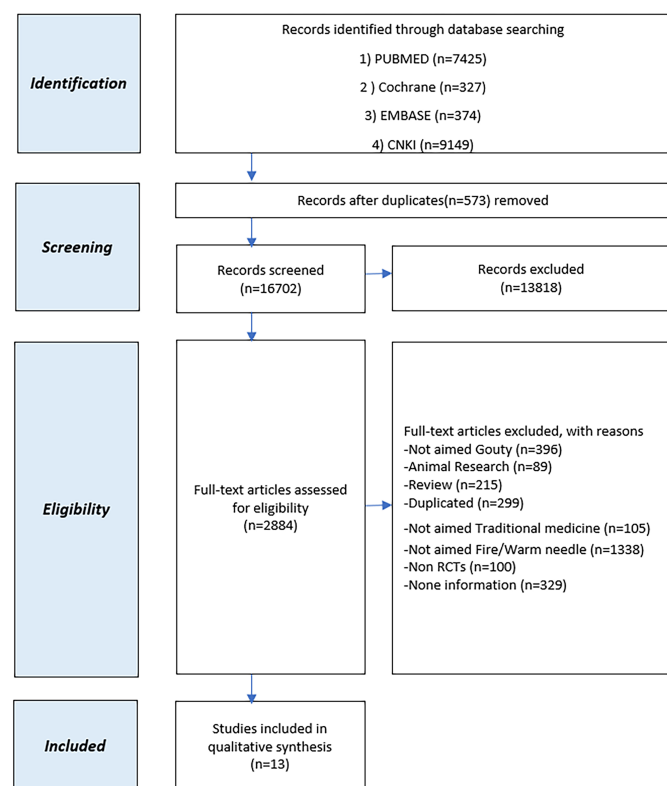 Identification
Records identified through database searching
1) PUBMED (n=7425)
2 ) Cochrane (n=327)
3) EMBASE (n=374)
4) CNKI (n=9149)
Screening
Records after duplicates(n=573) removed
Records screened
(n=16702)
Records excluded
(n=13818)
Eligibility
Full-text articles assessed
for eligibility
(n=2884)
Full-text articles excluded, with reasons
-Not aimed Gouty (n=396)
-Animal Research (n=89)
-Review (n=215)
-Duplicated (n=299)
-Not aimed Traditional medicine (n=105)
-Not aimed Fire/Warm needle (n=1338)
-Non RCTs (n=100)
-None information (n=329)
Included
Studies included in
qualitative synthesis
(n=13)